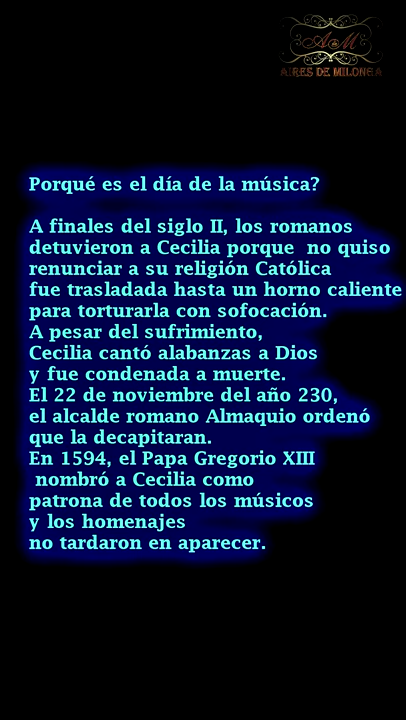 AM
AIRES DE MILONGA
Porqué es el día de la música?
A finales del siglo II, los romanos
detuvieron a Cecilia porque no quiso
renunciar a su religión Católica
fue trasladada hasta un horno caliente
para torturarla con sofocación.
A pesar del sufrimiento,
Cecilia cantó alabanzas a Dios
y fue condenada a muerte.
El 22 de noviembre del año 230,
el alcalde romano Almaquio ordenó
que la decapitaran.
En 1594, el Papa Gregorio XIII
nombró a Cecilia como
patrona de todos los músicos
y los homenajes
no tardaron en aparecer.